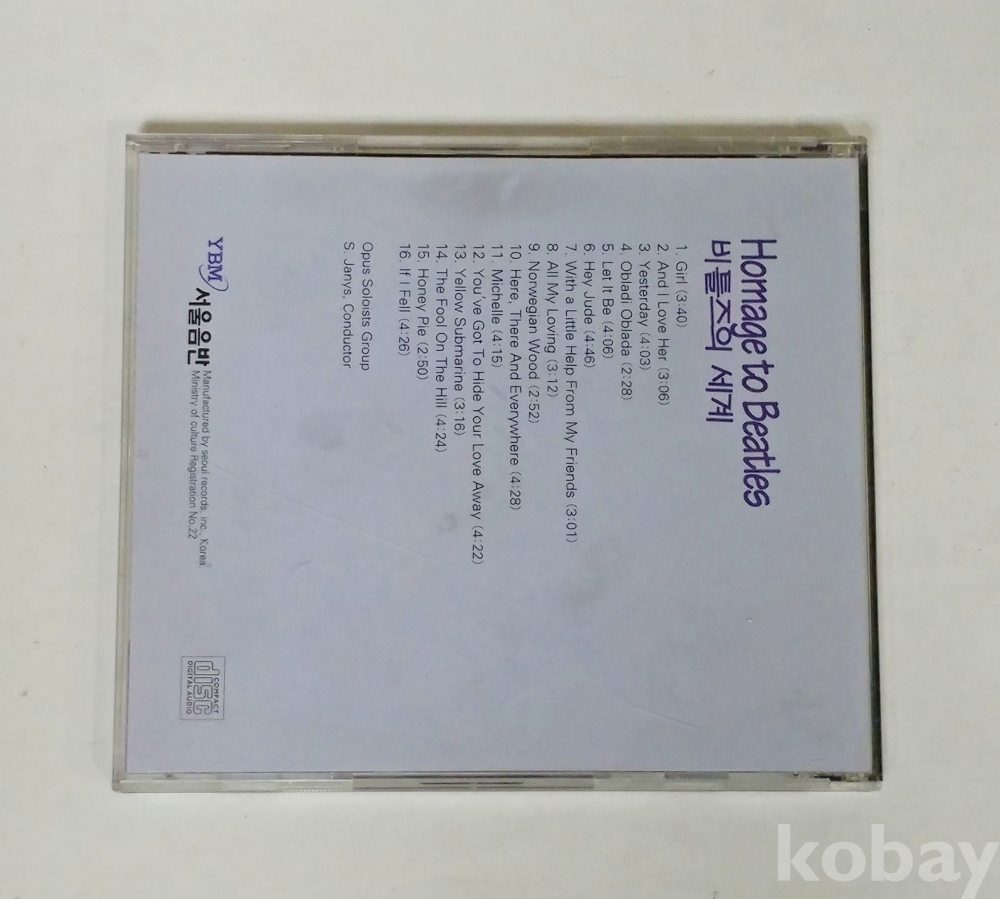 Homage to Beatles
비틀즈의 세계
1. Girl (3:40)
2. And I Love Her (3:06)
3. Yesterday (4:03)
4. Obladi Oblada (2:28)
5. Let It Be (4:06)
6. Hey Jude (4:46)
7. With a Little Help From My Friends (3:01)
8. All My Loving (3:12)
9. Norwegian Wood (2:52)
10. Here, There And Everywhere (4:28)
11. Michelle (4:15)
12. You've Got To Hide Your Love Away (4:22)
13. Yellow Submarine (3:16)
14. The Fool On The Hill (4:24)
15. Honey Pie (2:50)
16. If I Fell (4:26)
Opus Soloists Group
S. Janys, Conductor
YBM 서울음반
Manufactured by seoul records, inc., Korea.
Ministry of culture Registration No.22
COMPACT
disc
DIGITAL AUDIO
kobay